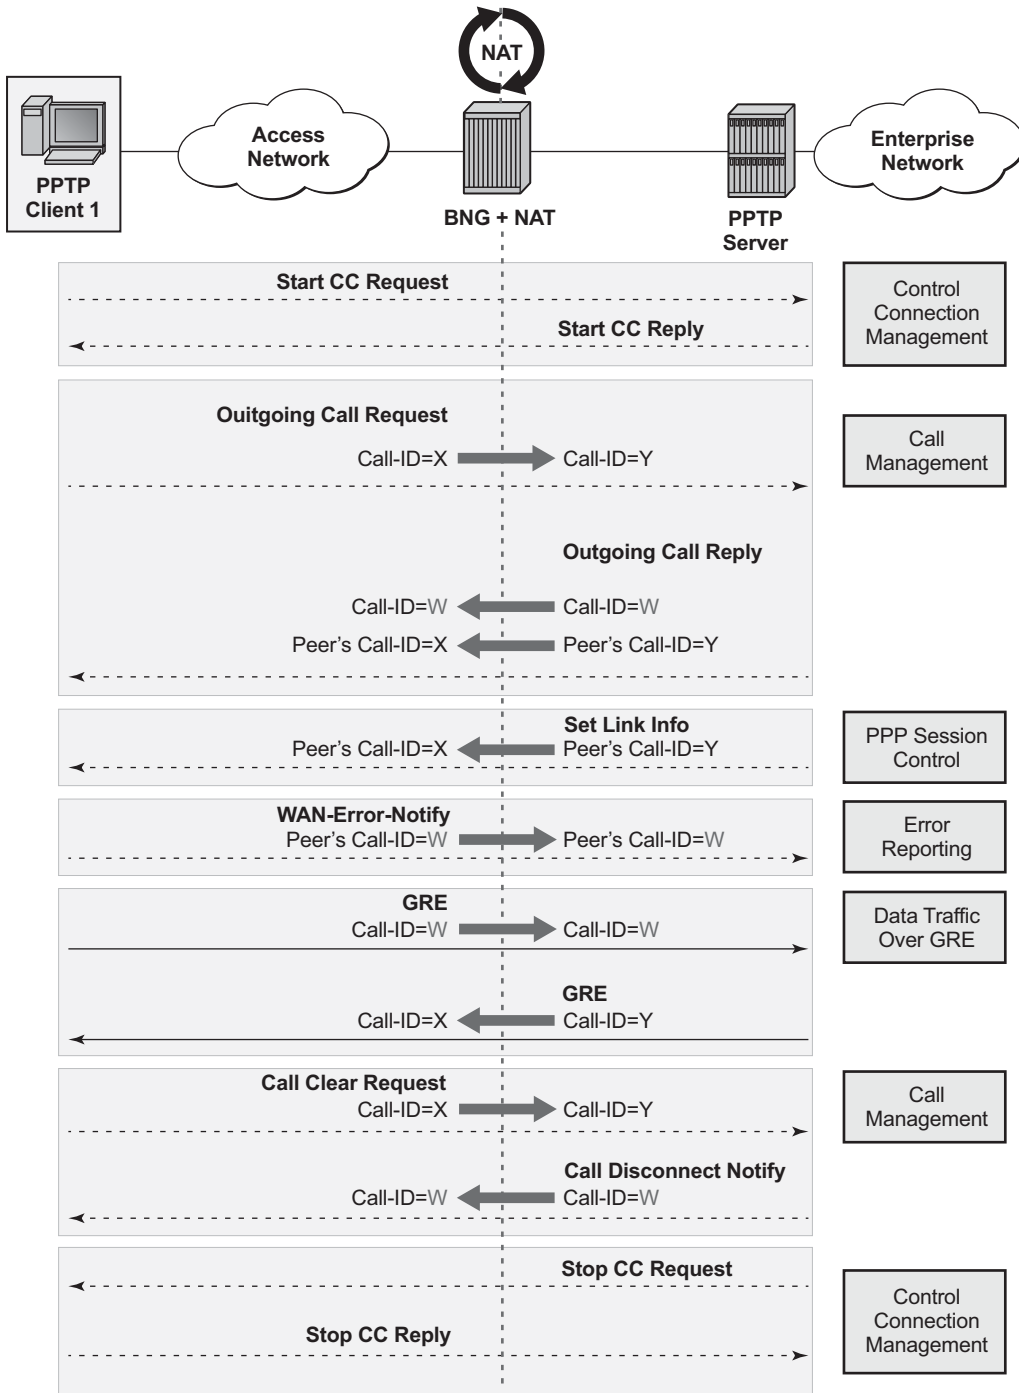 NAT
PPTP
Client 1
Access
Network
BNG + NAT
PPTP
Server
Enterprise
Network
Start CC Request
Start CC Reply
Control
Connection
Management
Ouitgoing Call Request
Call-ID=X
Call-ID=Y
Call
Management
Outgoing Call Reply
Call-ID=W
Call-ID=W
Peer's Call-ID=X
Peer's Call-ID=Y
Set Link Info
Peer's Call-ID=X
Peer's Call-ID=Y
PPP Session
Control
WAN-Error-Notify
Peer's Call-ID=W
Peer's Call-ID=W
Error
Reporting
GRE
Call-ID=W
Call-ID=W
Data Traffic
Over GRE
GRE
Call-ID=X
Call-ID=Y
Call Clear Request
Call-ID=X
Call-ID=Y
Call
Management
Call Disconnect Notify
Call-ID=W
Call-ID=W
Stop CC Request
Stop CC Reply
Control
Connection
Management